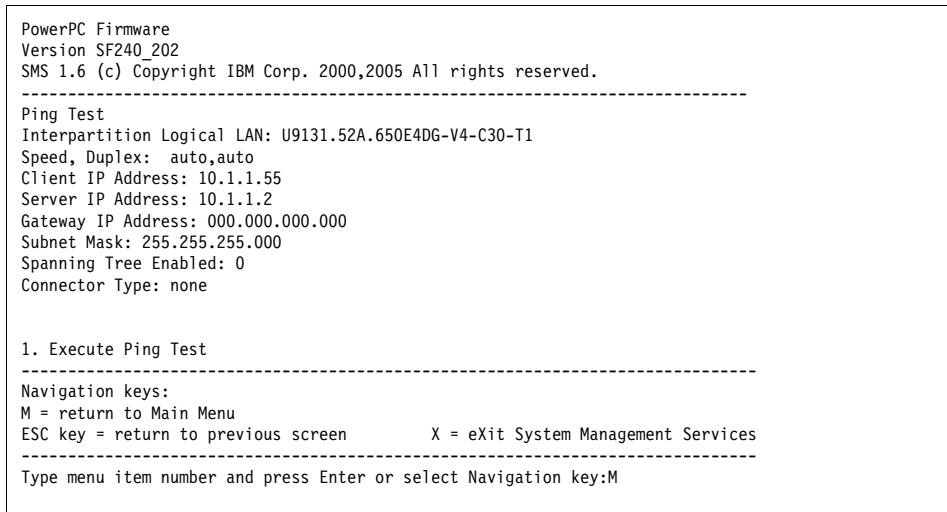 PowerPC Firmware
Version SF240_202
SMS 1.6 (c) Copyright IBM Corp. 2000,2005 All rights reserved.
-------------------------------------------------------------------------------
Ping Test
Interpartition Logical LAN: U9131.52A.650E4DG-V4-C30-T1
Speed, Duplex:  auto,auto
Client IP Address: 10.1.1.55
Server IP Address: 10.1.1.2
Gateway IP Address: 000.000.000.000
Subnet Mask: 255.255.255.000
Spanning Tree Enabled: 0
Connector Type: none
1. Execute Ping Test
-------------------------------------------------------------------------------
Navigation keys:
M = return to Main Menu
ESC key = return to previous screen         X = eXit System Management Services
-------------------------------------------------------------------------------
Type menu item number and press Enter or select Navigation key:M